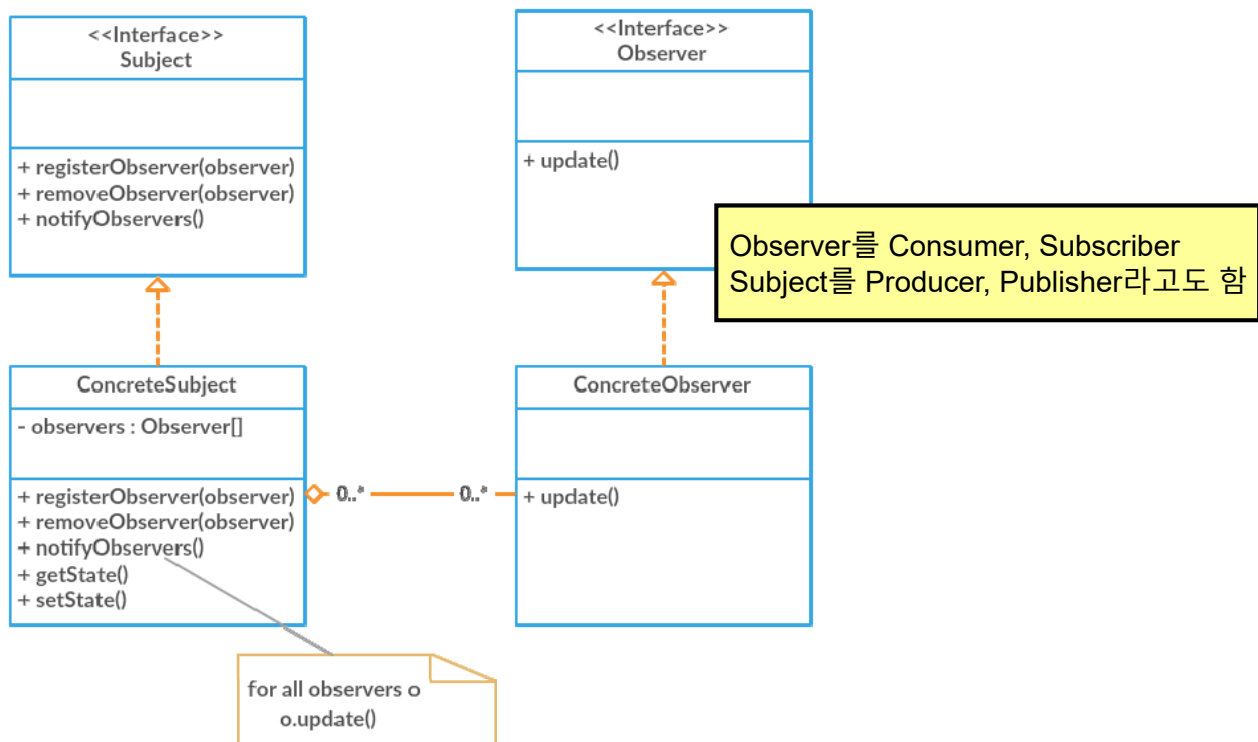 <<Interface>>
Subject
+ registerObserver(observer)
+ removeObserver(observer)
+ notifyObservers()
<<Interface>>
Observer
+ update()
Observer를 Consumer, Subscriber
Subject를 Producer, Publisher라고도 함
ConcreteSubject
- observers : Observer[]
+ registerObserver(observer)
+ removeObserver(observer)
+ notifyObservers()
+ getState()
+ setState()
0..*
0..*
ConcreteObserver
+ update()
for all observers o
o.update()